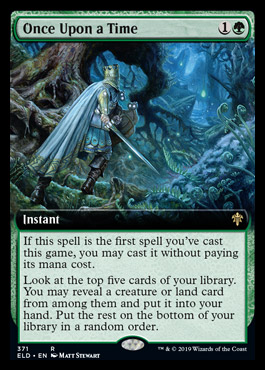 Once Upon a Time 1
Instant
If this spell is the first spell you've cast
this game, you may cast it without paying
its mana cost.
Look at the top five cards of your library.
You may reveal a creature or land card
from among them and put it into your
hand. Put the rest on the bottom of your
library in a random order.
371 R
ELD • EN Matt Stewart
™ & © 2019 Wizards of the Coast